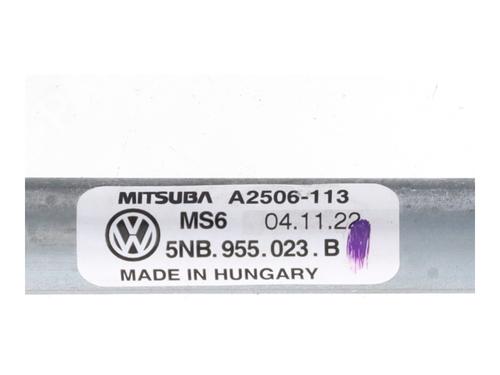 MITSUBA A2506-113
MS6 04.11.22
5NB.955.023.B
MADE IN HUNGARY